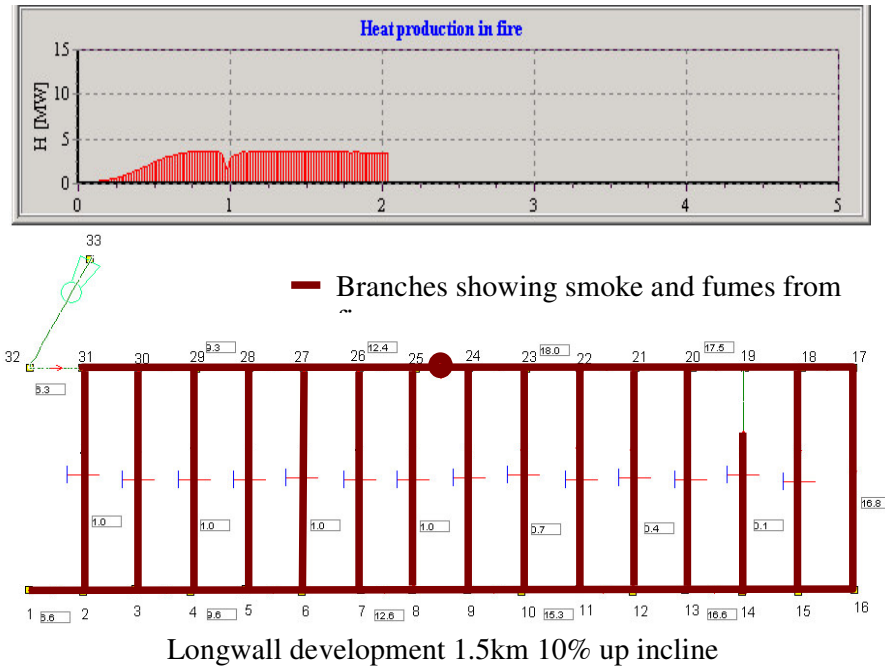 Heat production in fire
H [MW]
15
10
5
0
0 1 2 3 4 5
33
Branches showing smoke and fumes from
32 31 30 29 9.3 28 27 26 12.4 25 24 23 18.0 22 21 20 17.5 19 18 17
6.3
1.0 1.0 1.0 1.0 0.7 0.4 0.1 16.8
1 6.6 2 3 4 9.6 5 6 7 12.6 8 9 10 15.3 11 12 13 16.6 14 15 16
Longwall development 1.5km 10% up incline